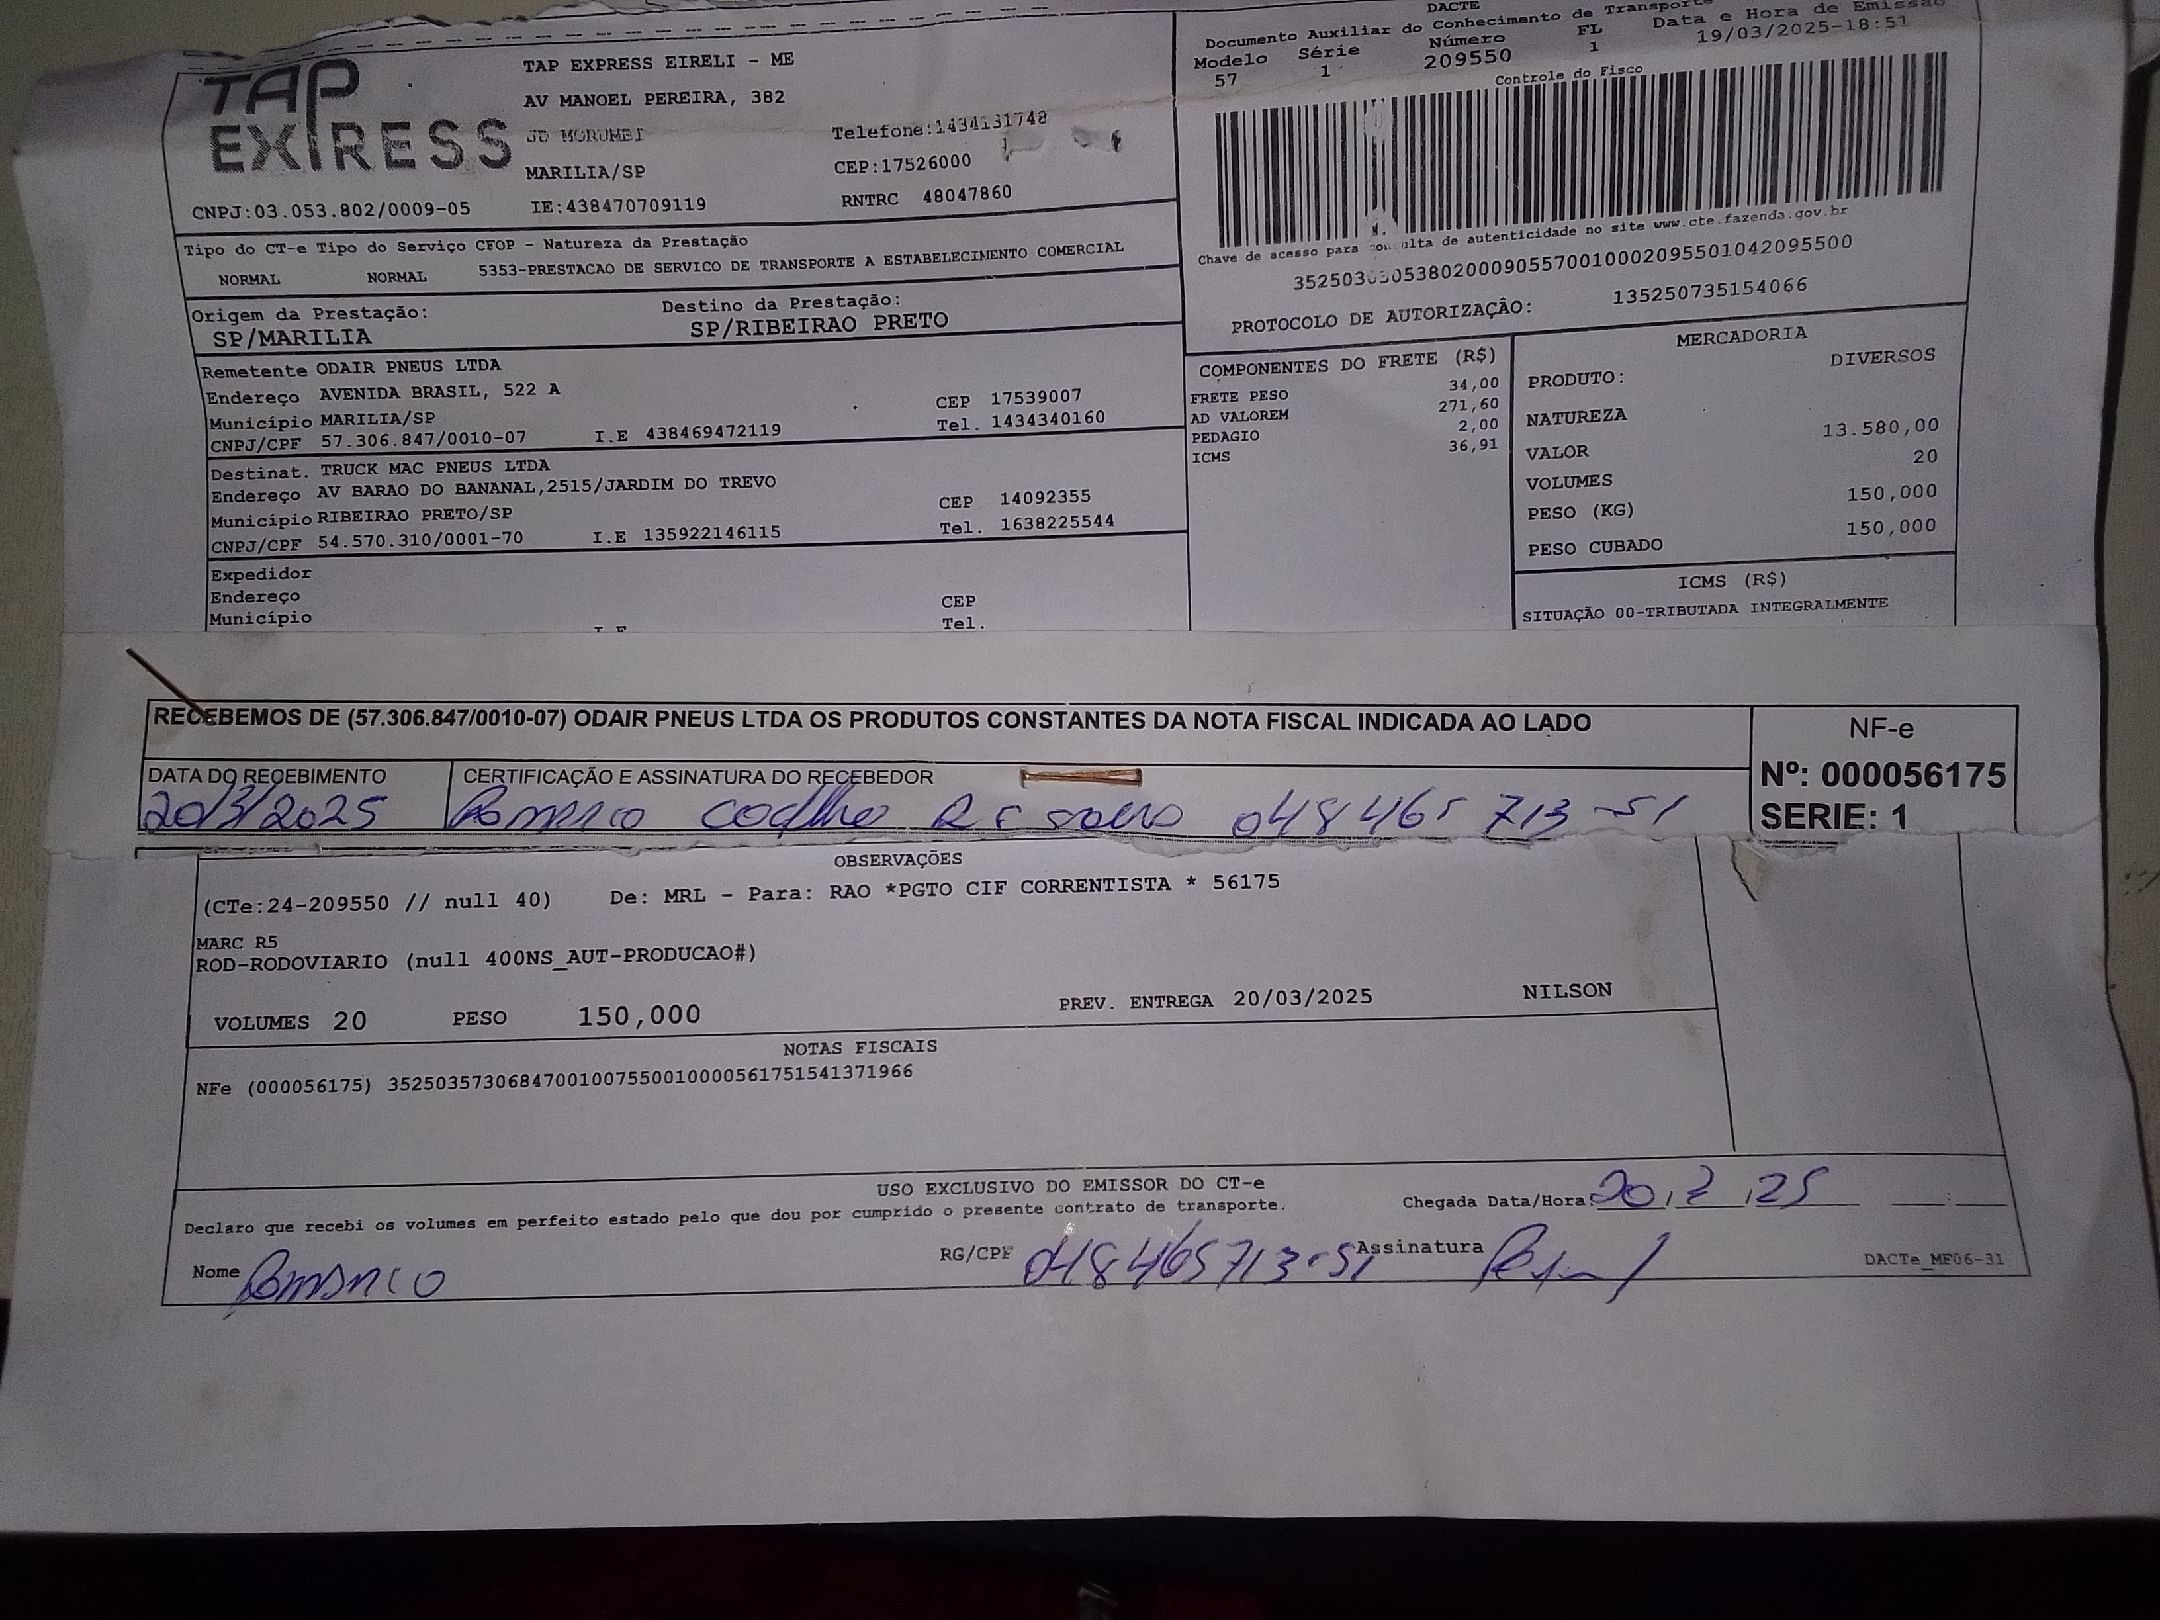 DACTE
Documento Auxiliar do Conhecimento de Transporte
Modelo Série Número FL Data e Hora de Emissão
57 1 209550 1 19/03/2025-18:51
Controle do Fisco
TAP EXPRESS
TAP EXPRESS EIRELI - ME
AV MANOEL PEREIRA, 382
JD MORUMBI Telefone:1434131748
MARILIA/SP CEP:17526000
CNPJ:03.053.802/0009-05 IE:438470709119 RNTRC 48047860
Chave de acesso para consulta de autenticidade no site www.cte.fazenda.gov.br
PROTOCOLO DE AUTORIZAÇÃO: 135250735154066
Tipo do CT-e Tipo do Serviço CFOP - Natureza da Prestação
NORMAL NORMAL 5353-PRESTACAO DE SERVICO DE TRANSPORTE A ESTABELECIMENTO COMERCIAL
Origem da Prestação: Destino da Prestação:
SP/MARILIA SP/RIBEIRAO PRETO
Remetente ODAIR PNEUS LTDA
Endereço AVENIDA BRASIL, 522 A CEP 17539007
Município MARILIA/SP Tel. 1434340160
CNPJ/CPF 57.306.847/0010-07 I.E 438469472119
Destinat. TRUCK MAC PNEUS LTDA
Endereço AV BARAO DO BANANAL,2515/JARDIM DO TREVO CEP 14092355
Município RIBEIRAO PRETO/SP Tel. 1638225544
CNPJ/CPF 54.570.310/0001-70 I.E 135922146115
Expedidor
Endereço CEP
Município Tel.
COMPONENTES DO FRETE (R$)
FRETE PESO 34,00
AD VALOREM 271,60
PEDAGIO 2,00
ICMS 36,91
MERCADORIA
PRODUTO: DIVERSOS
NATUREZA
VALOR 13.580,00
VOLUMES 20
PESO (KG) 150,000
PESO CUBADO 150,000
ICMS (R$)
SITUAÇÃO 00-TRIBUTADA INTEGRALMENTE
RECEBEMOS DE (57.306.847/0010-07) ODAIR PNEUS LTDA OS PRODUTOS CONSTANTES DA NOTA FISCAL INDICADA AO LADO
NF-e
Nº: 000056175
SERIE: 1
DATA DO RECEBIMENTO CERTIFICAÇÃO E ASSINATURA DO RECEBEDOR
20/3/2025 Romerco Coelho 048465 713-51
OBSERVAÇÕES
(CTe:24-209550 // null 40) De: MRL - Para: RAO *PGTO CIF CORRENTISTA * 56175
MARC R5
ROD-RODOVIARIO (null 400NS_AUT-PRODUCAO#)
VOLUMES 20 PESO 150,000 PREV. ENTREGA 20/03/2025 NILSON
NOTAS FISCAIS
NFe (000056175) 35250357306847001007550010000561751541371966
USO EXCLUSIVO DO EMISSOR DO CT-e
Declaro que recebi os volumes em perfeito estado pelo que dou por cumprido o presente contrato de transporte.
Chegada Data/Hora: 20,2,25
Nome RG/CPF 048465713-51 Assinatura
DACTe_MF06-31